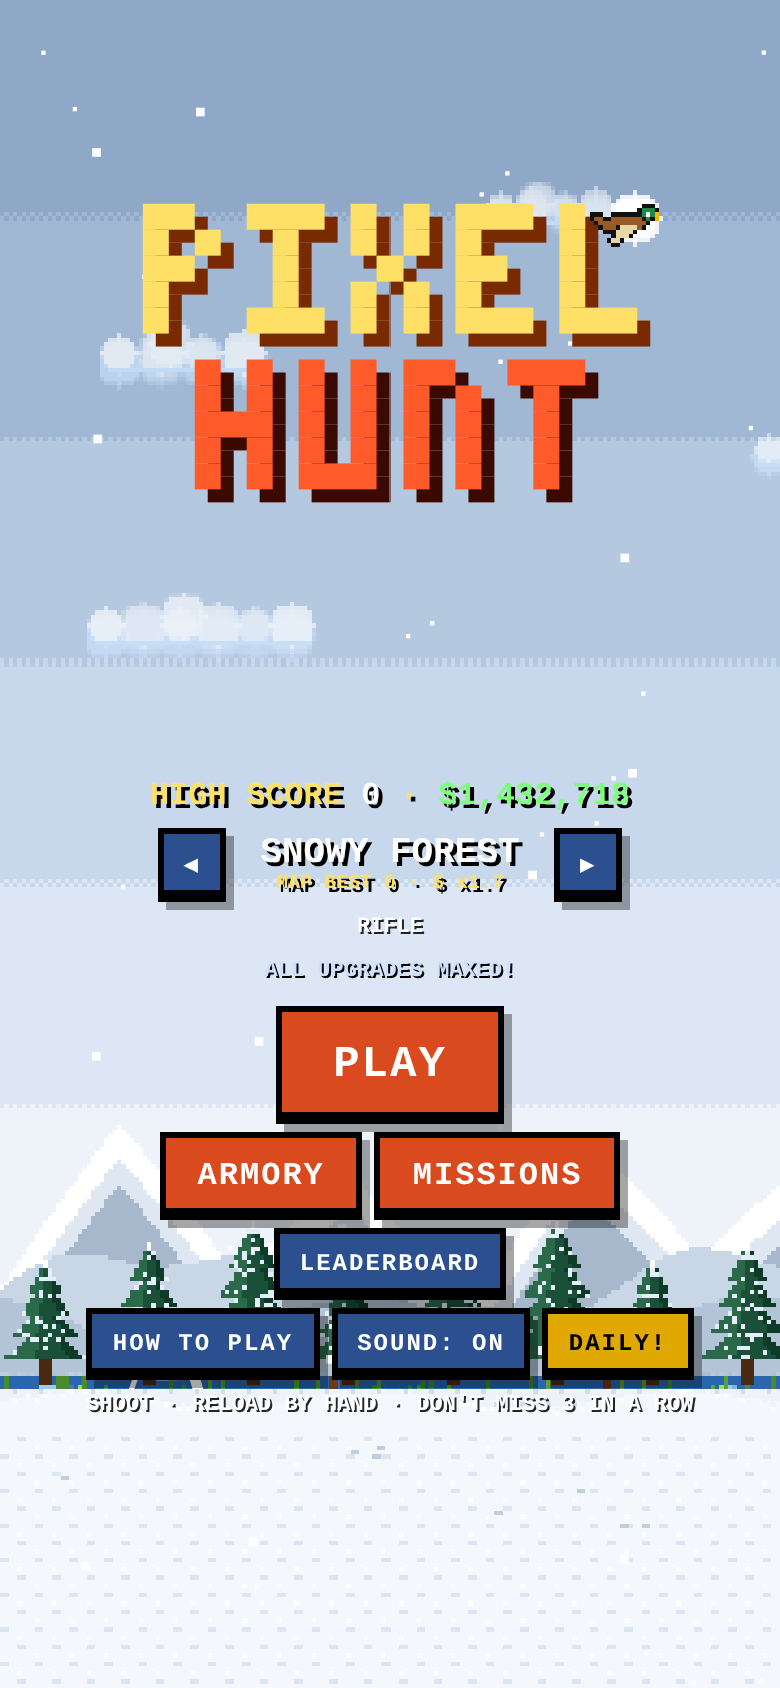 PIXEL
HUNT
HIGH SCORE 0 · $1,432,718
◄ SNOWY FOREST ►
MAP BEST 0 · $ x1.7
RIFLE
ALL UPGRADES MAXED!
PLAY
ARMORY MISSIONS
LEADERBOARD
HOW TO PLAY SOUND: ON DAILY!
SHOOT · RELOAD BY HAND · DON'T MISS 3 IN A ROW